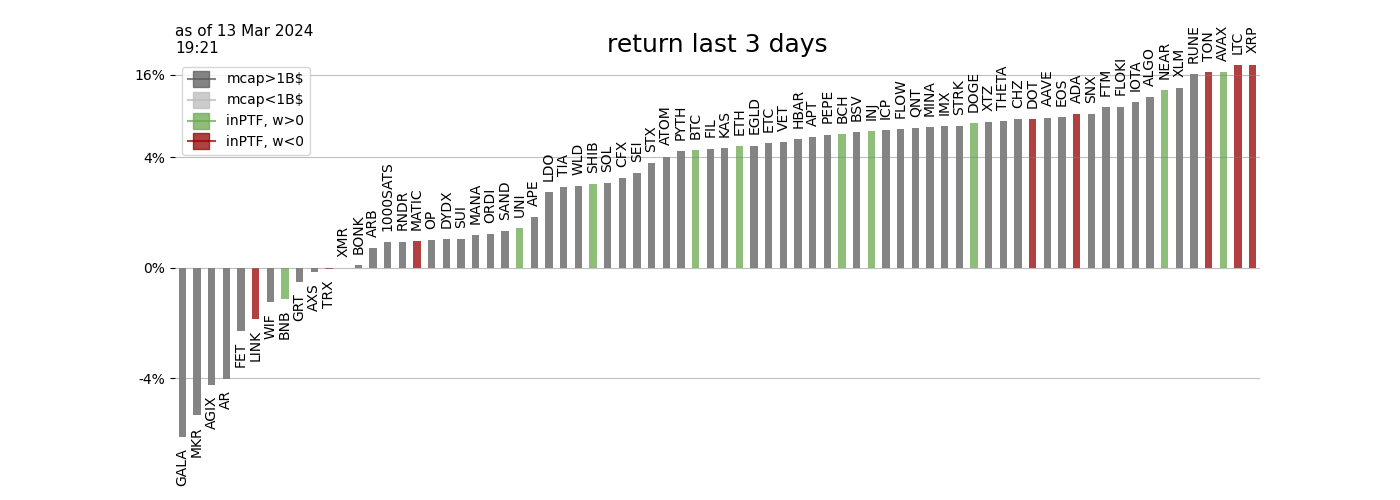 as of 13 Mar 2024
19:21
return last 3 days
mcap>1B$
mcap<1B$
inPTF, w>0
inPTF, w<0
16%
4%
0%
-4%
GALA
MKR
AGIX
AR
FET
LINK
WIF
BNB
GRT
AXS
TRX
XMR
BONK
ARB
1000SATS
RNDR
MATIC
OP
DYDX
SUI
MANA
ORDI
SAND
UNI
APE
LDO
TIA
WLD
SHIB
SOL
CFX
SEI
STX
ATOM
PYTH
BTC
FIL
KAS
ETH
EGLD
ETC
VET
HBAR
APT
PEPE
BCH
BSV
INJ
ICP
FLOW
QNT
MINA
IMX
STRK
DOGE
XTZ
THETA
CHZ
DOT
AAVE
EOS
ADA
SNX
FTM
FLOKI
IOTA
ALGO
NEAR
XLM
RUNE
TON
AVAX
LTC
XRP